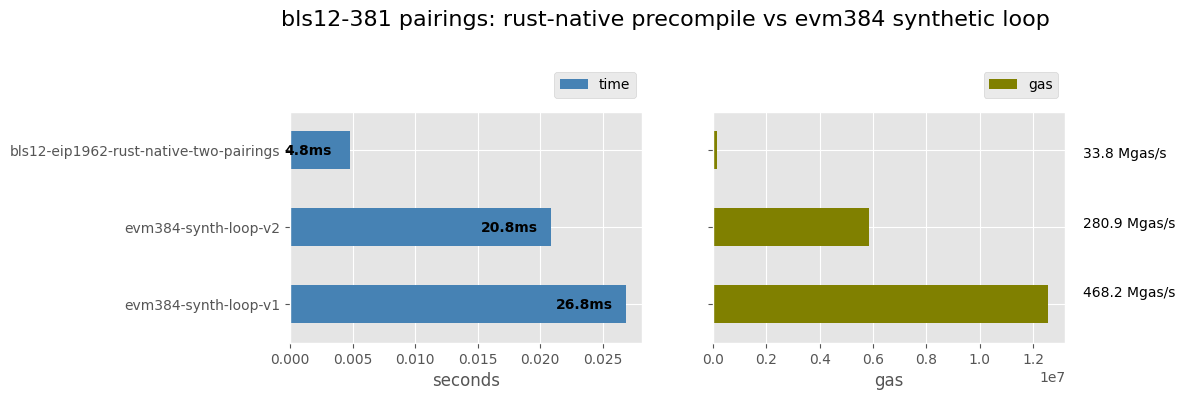 bls12-381 pairings: rust-native precompile vs evm384 synthetic loop
time
gas
bls12-eip1962-rust-native-two-pairings
4.8ms
33.8 Mgas/s
evm384-synth-loop-v2
20.8ms
280.9 Mgas/s
evm384-synth-loop-v1
26.8ms
468.2 Mgas/s
0.000 0.005 0.010 0.015 0.020 0.025
0.0 0.2 0.4 0.6 0.8 1.0 1.2
1e7
seconds
gas